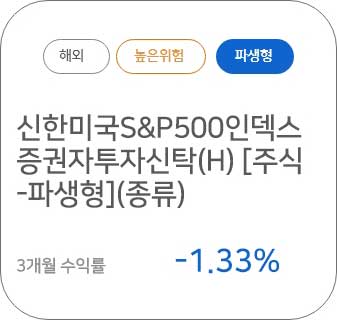 해외 높은위험 파생형
신한미국S&P500인덱스
증권자투자신탁(H) [주식
-파생형](종류)
3개월 수익률 -1.33%